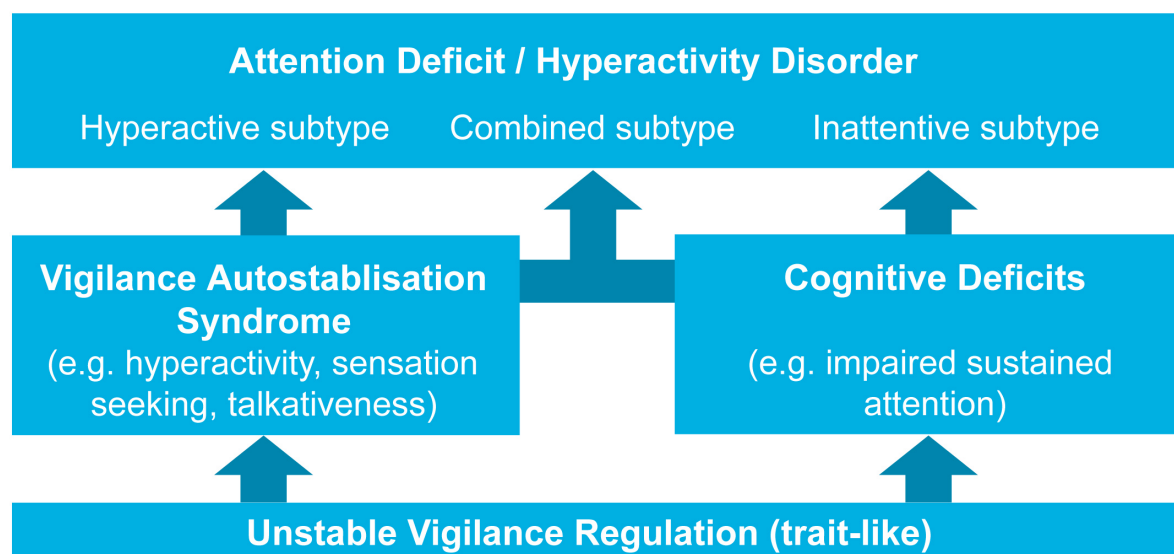 Attention Deficit / Hyperactivity Disorder
Hyperactive subtype
Combined subtype
Inattentive subtype
Vigilance Autostablisation
Syndrome
(e.g. hyperactivity, sensation
seeking, talkativeness)
Cognitive Deficits
(e.g. impaired sustained
attention)
Unstable Vigilance Regulation (trait-like)